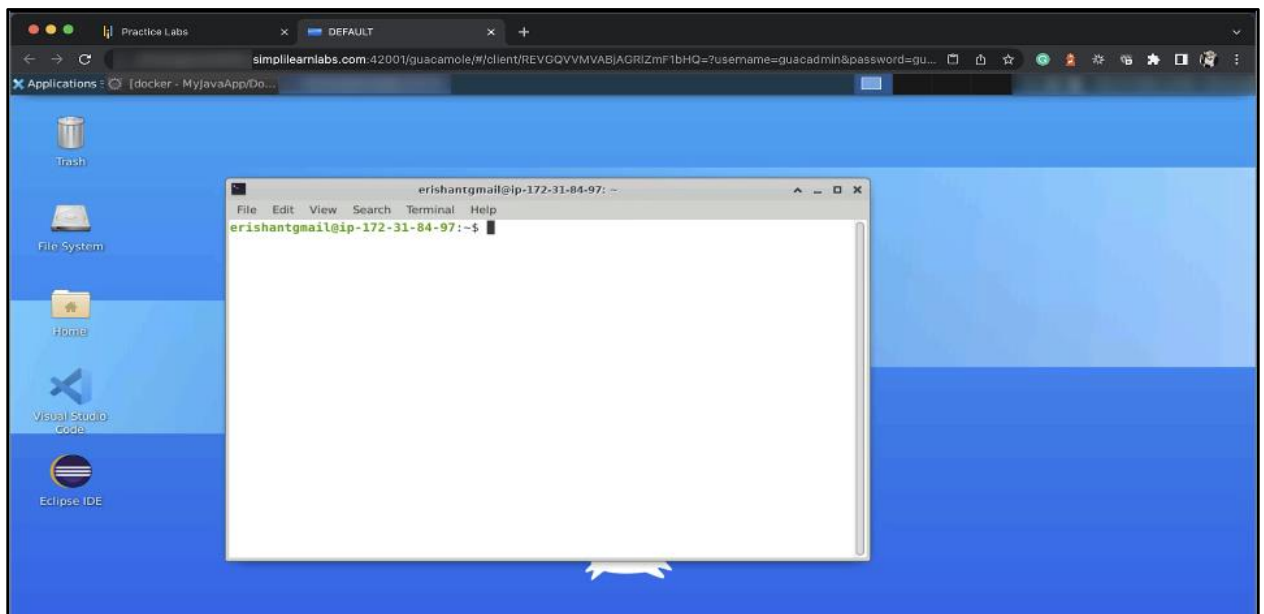 Practice Labs
DEFAULT
simplilearnlabs.com:42001/guacamole/#/client/REVGQVVMVABjAGRlZmF1bHQ=?username=guacadmin&password=gu...
Applications [docker - MyJavaApp/Do...
Trash
erishantgmail@ip-172-31-84-97: ~
File Edit View Search Terminal Help
erishantgmail@ip-172-31-84-97:~$
File System
Home
Visual Studio
Code
Eclipse IDE